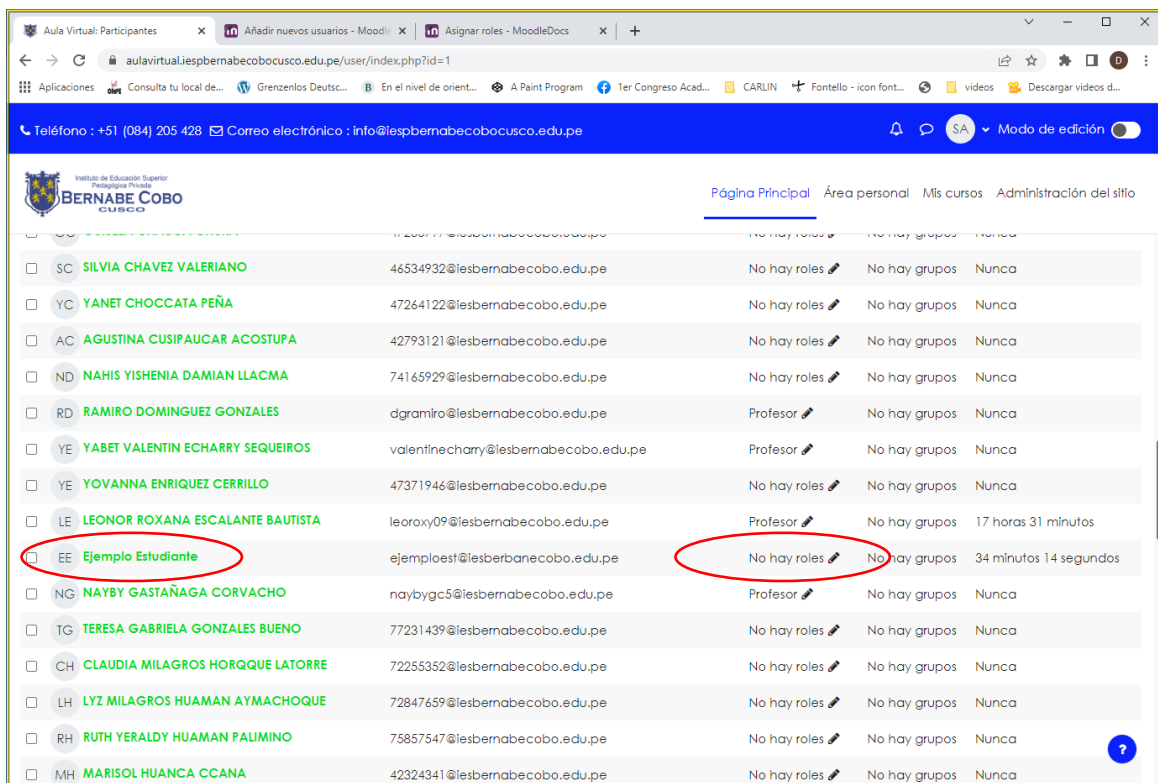 Aula Virtual: Participantes
Añadir nuevos usuarios - Moodle
Asignar roles - MoodleDocs
aulavirtual.iespbernabecobocusco.edu.pe/user/index.php?id=1
D
Aplicaciones Consulta tu local de... Grenzenlos Deutsc... En el nivel de orient... A Paint Program 1er Congreso Acad... CARLIN Fontello - icon font... videos Descargar videos d...
Teléfono : +51 (084) 205 428 Correo electrónico : info@iespbernabecobocusco.edu.pe SA Modo de edición
Instituto de Educación Superior
Pedagógica Privada
BERNABE COBO
CUSCO
Página Principal Área personal Mis cursos Administración del sitio
No hay roles No hay grupos Nunca
SC SILVIA CHAVEZ VALERIANO 46534932@iesbernabecobo.edu.pe No hay roles No hay grupos Nunca
YC YANET CHOCCATA PEÑA 47264122@iesbernabecobo.edu.pe No hay roles No hay grupos Nunca
AC AGUSTINA CUSIPAUCAR ACOSTUPA 42793121@iesbernabecobo.edu.pe No hay roles No hay grupos Nunca
ND NAHIS YISHENIA DAMIAN LLACMA 74165929@iesbernabecobo.edu.pe No hay roles No hay grupos Nunca
RD RAMIRO DOMINGUEZ GONZALES dgramiro@iesbernabecobo.edu.pe Profesor No hay grupos Nunca
YE YABET VALENTIN ECHARRY SEQUEIROS valentinecharry@iesbernabecobo.edu.pe Profesor No hay grupos Nunca
YE YOVANNA ENRIQUEZ CERRILLO 47371946@iesbernabecobo.edu.pe No hay roles No hay grupos Nunca
LE LEONOR ROXANA ESCALANTE BAUTISTA leoroxy09@iesbernabecobo.edu.pe Profesor No hay grupos 17 horas 31 minutos
EE Ejemplo Estudiante ejemploest@iesberbanecobo.edu.pe No hay roles No hay grupos 34 minutos 14 segundos
NG NAYBY GASTAÑAGA CORVACHO naybygc5@iesbernabecobo.edu.pe Profesor No hay grupos Nunca
TG TERESA GABRIELA GONZALES BUENO 77231439@iesbernabecobo.edu.pe No hay roles No hay grupos Nunca
CH CLAUDIA MILAGROS HORQQUE LATORRE 72255352@iesbernabecobo.edu.pe No hay roles No hay grupos Nunca
LH LYZ MILAGROS HUAMAN AYMACHOQUE 72847659@iesbernabecobo.edu.pe No hay roles No hay grupos Nunca
RH RUTH YERALDY HUAMAN PALIMINO 75857547@iesbernabecobo.edu.pe No hay roles No hay grupos Nunca
?
MH MARISOL HUANCA CCANA 42324341@iesbernabecobo.edu.pe No hay roles No hay grupos Nunca